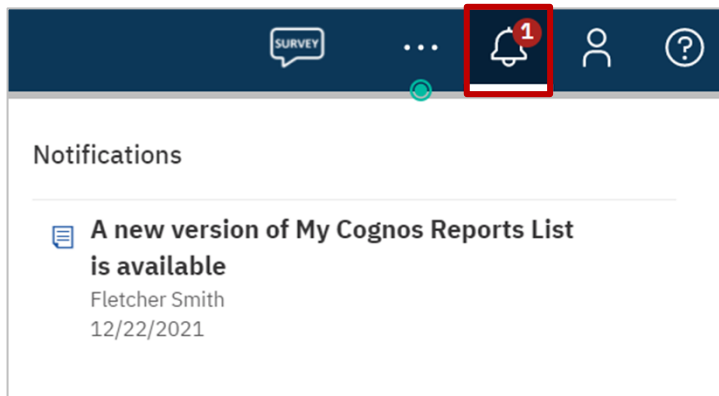 SURVEY
1
Notifications
A new version of My Cognos Reports List
is available
Fletcher Smith
12/22/2021